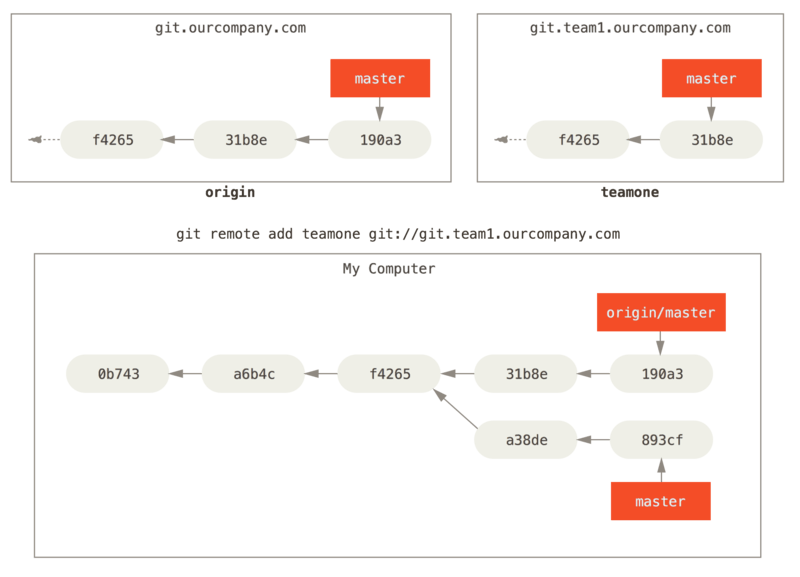 git.ourcompany.com
master
f4265
31b8e
190a3
origin
git.team1.ourcompany.com
master
f4265
31b8e
teamone
git remote add teamone git://git.team1.ourcompany.com
My Computer
origin/master
0b743
a6b4c
f4265
31b8e
190a3
a38de
893cf
master